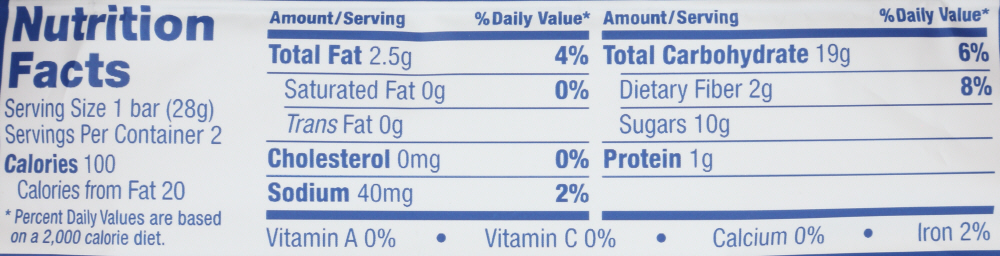 Nutrition
Facts
Serving Size 1 bar (28g)
Servings Per Container 2
Calories 100
Calories from Fat 20
* Percent Daily Values are based
on a 2,000 calorie diet.
Amount/Serving %Daily Value*
Total Fat 2.5g 4%
Saturated Fat 0g 0%
Trans Fat 0g
Cholesterol 0mg 0%
Sodium 40mg 2%
Amount/Serving %Daily Value*
Total Carbohydrate 19g 6%
Dietary Fiber 2g 8%
Sugars 10g
Protein 1g
Vitamin A 0% • Vitamin C 0% • Calcium 0% • Iron 2%